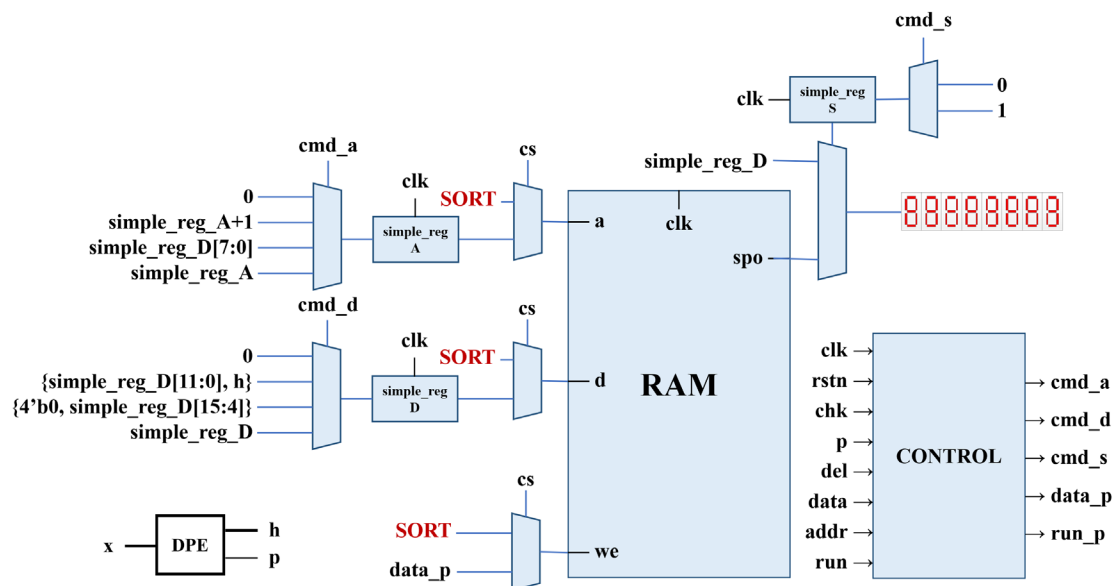 cmd_s
clk
simple_reg
S
0
1
simple_reg_D
cmd_a
0
simple_reg_A+1
simple_reg_D[7:0]
simple_reg_A
clk
simple_reg
A
cs
SORT
a
clk
spo
88888888
cmd_d
0
{simple_reg_D[11:0], h}
{4’b0, simple_reg_D[15:4]}
simple_reg_D
clk
simple_reg
D
cs
SORT
d
RAM
cs
SORT
data_p
we
x
DPE
h
p
clk
rstn
chk
p
del
data
addr
run
CONTROL
cmd_a
cmd_d
cmd_s
data_p
run_p